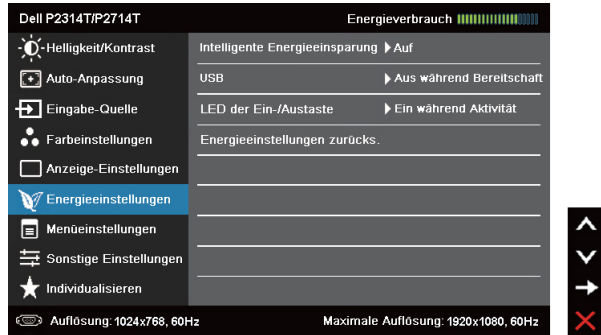 Dell P2314T/P2714T Energieverbrauch
Helligkeit/Kontrast Intelligente Energieeinsparung Auf
Auto-Anpassung USB Aus während Bereitschaft
Eingabe-Quelle LED der Ein-/Austaste Ein während Aktivität
Farbeinstellungen Energieeinstellungen zurücks.
Anzeige-Einstellungen
Energieeinstellungen
Menüeinstellungen
Sonstige Einstellungen
Individualisieren
Auflösung: 1024x768, 60Hz Maximale Auflösung: 1920x1080, 60Hz